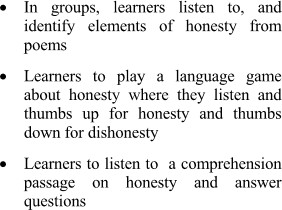 • In groups, learners listen to, and
identify elements of honesty from
poems
• Learners to play a language game
about honesty where they listen and
thumbs up for honesty and thumbs
down for dishonesty
• Learners to listen to a comprehension
passage on honesty and answer
questions